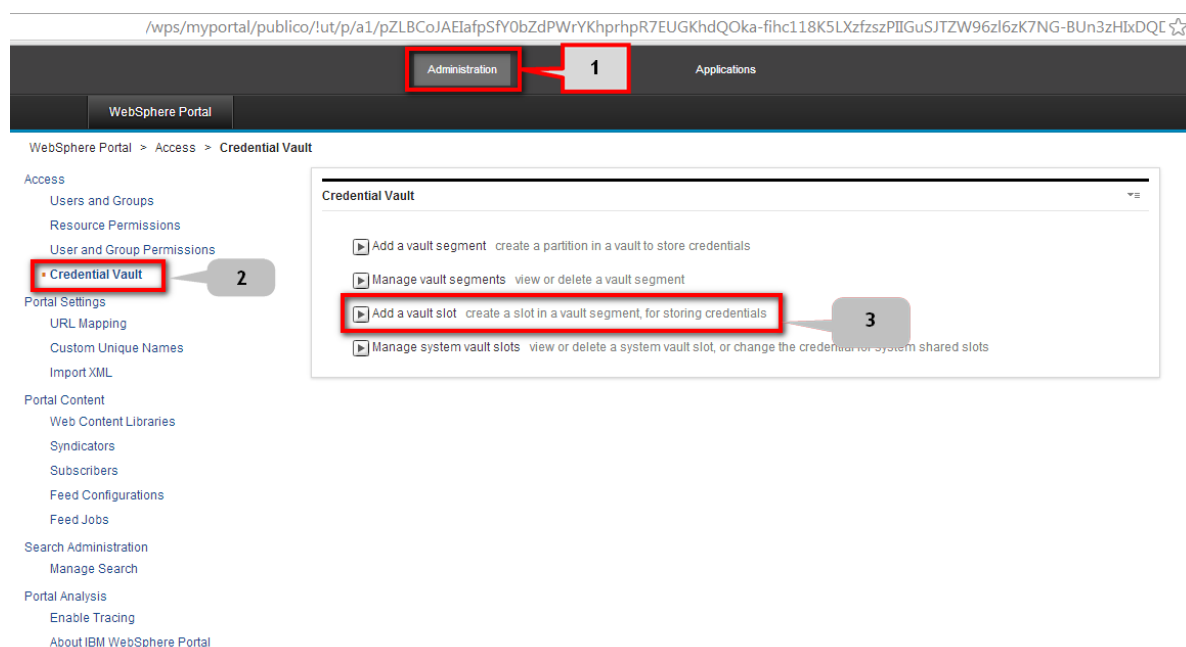 /wps/myportal/publico/!ut/p/a1/pZLBCoJAEIafpSfY0bZdPWrYKhprhpR7EUGKhdQOka-fihc118K5LXzfzszPIIGuSJTZW96zl6zK7NG-BUn3zHIxDQE
Administration
1
Applications
WebSphere Portal
WebSphere Portal > Access > Credential Vault
Access
Users and Groups
Resource Permissions
User and Group Permissions
Credential Vault
2
Portal Settings
URL Mapping
Custom Unique Names
Import XML
Portal Content
Web Content Libraries
Syndicators
Subscribers
Feed Configurations
Feed Jobs
Search Administration
Manage Search
Portal Analysis
Enable Tracing
About IBM WebSphere Portal
Credential Vault
Add a vault segment create a partition in a vault to store credentials
Manage vault segments view or delete a vault segment
Add a vault slot create a slot in a vault segment, for storing credentials
3
Manage system vault slots view or delete a system vault slot, or change the credential for system shared slots